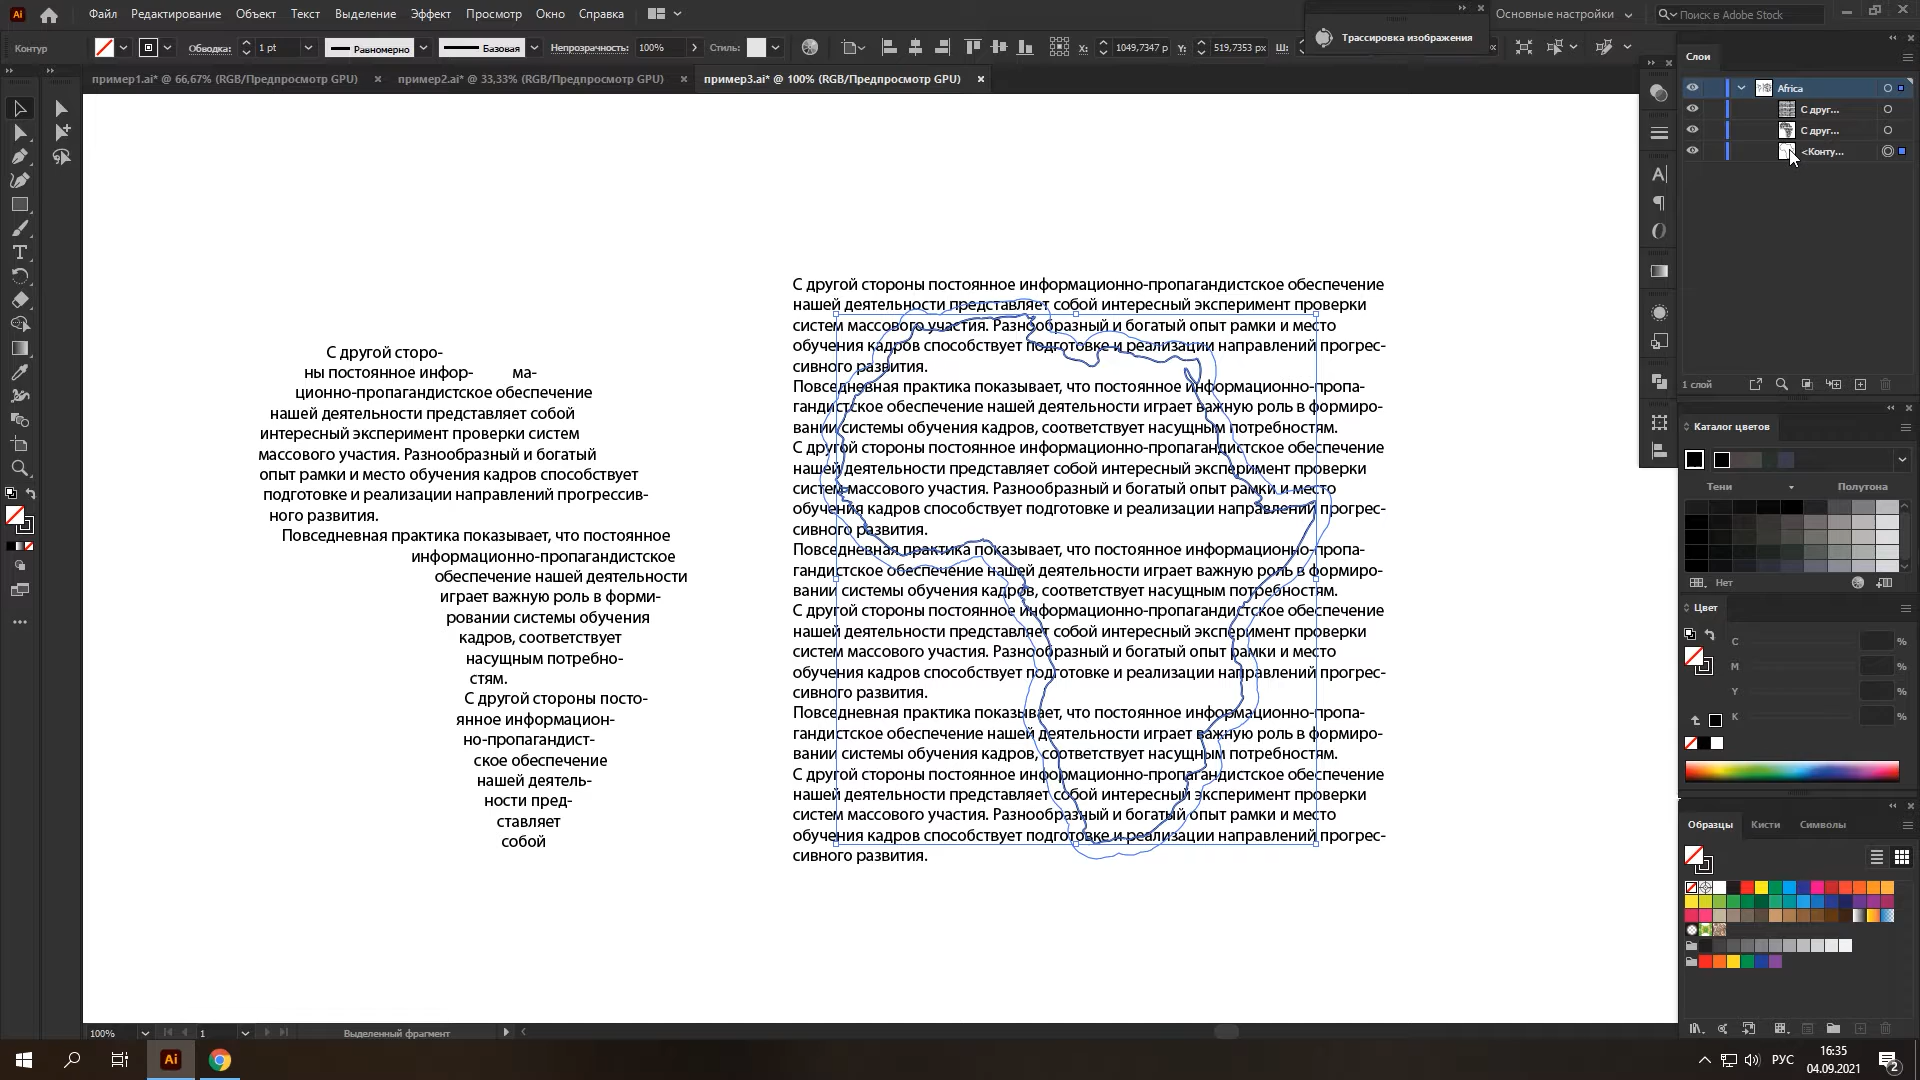 Ai
Файл Редактирование Объект Текст Выделение Эффект Просмотр Окно Справка
Основные настройки
Поиск в Adobe Stock
Контур
Обводка: 1 pt
Равномерно
Базовая
Непрозрачность: 100%
Стиль:
X: 1049,7347 p
Y: 519,7353 px
Ш:
Трассировка изображения
пример1.ai* @ 66,67% (RGB/Предпросмотр GPU)
пример2.ai* @ 33,33% (RGB/Предпросмотр GPU)
пример3.ai* @ 100% (RGB/Предпросмотр GPU)
С другой сторо-
ны постоянное инфор- ма-
ционно-пропагандистское обеспечение
нашей деятельности представляет собой
интересный эксперимент проверки систем
массового участия. Разнообразный и богатый
опыт рамки и место обучения кадров способствует
подготовке и реализации направлений прогрессив-
ного развития.
Повседневная практика показывает, что постоянное
информационно-пропагандистское
обеспечение нашей деятельности
играет важную роль в форми-
ровании системы обучения
кадров, соответствует
насущным потребно-
стям.
С другой стороны посто-
янное информацион-
но-пропагандист-
ское обеспечение
нашей деятель-
ности пред-
ставляет
собой
С другой стороны постоянное информационно-пропагандистское обеспечение
нашей деятельности представляет собой интересный эксперимент проверки
систем массового участия. Разнообразный и богатый опыт рамки и место
обучения кадров способствует подготовке и реализации направлений прогрес-
сивного развития.
Повседневная практика показывает, что постоянное информационно-пропа-
гандистское обеспечение нашей деятельности играет важную роль в формиро-
вании системы обучения кадров, соответствует насущным потребностям.
С другой стороны постоянное информационно-пропагандистское обеспечение
нашей деятельности представляет собой интересный эксперимент проверки
систем массового участия. Разнообразный и богатый опыт рамки и место
обучения кадров способствует подготовке и реализации направлений прогрес-
сивного развития.
Повседневная практика показывает, что постоянное информационно-пропа-
гандистское обеспечение нашей деятельности играет важную роль в формиро-
вании системы обучения кадров, соответствует насущным потребностям.
С другой стороны постоянное информационно-пропагандистское обеспечение
нашей деятельности представляет собой интересный эксперимент проверки
систем массового участия. Разнообразный и богатый опыт рамки и место
обучения кадров способствует подготовке и реализации направлений прогрес-
сивного развития.
Повседневная практика показывает, что постоянное информационно-пропа-
гандистское обеспечение нашей деятельности играет важную роль в формиро-
вании системы обучения кадров, соответствует насущным потребностям.
С другой стороны постоянное информационно-пропагандистское обеспечение
нашей деятельности представляет собой интересный эксперимент проверки
систем массового участия. Разнообразный и богатый опыт рамки и место
обучения кадров способствует подготовке и реализации направлений прогрес-
сивного развития.
Слои
Africa
С друг...
С друг...
<Конту...
1 слой
Каталог цветов
Тени
Полутона
Нет
Цвет
C %
M %
Y %
K %
Образцы Кисти Символы
100%
1
Выделенный фрагмент
Ai
РУС
16:35
04.09.2021
2